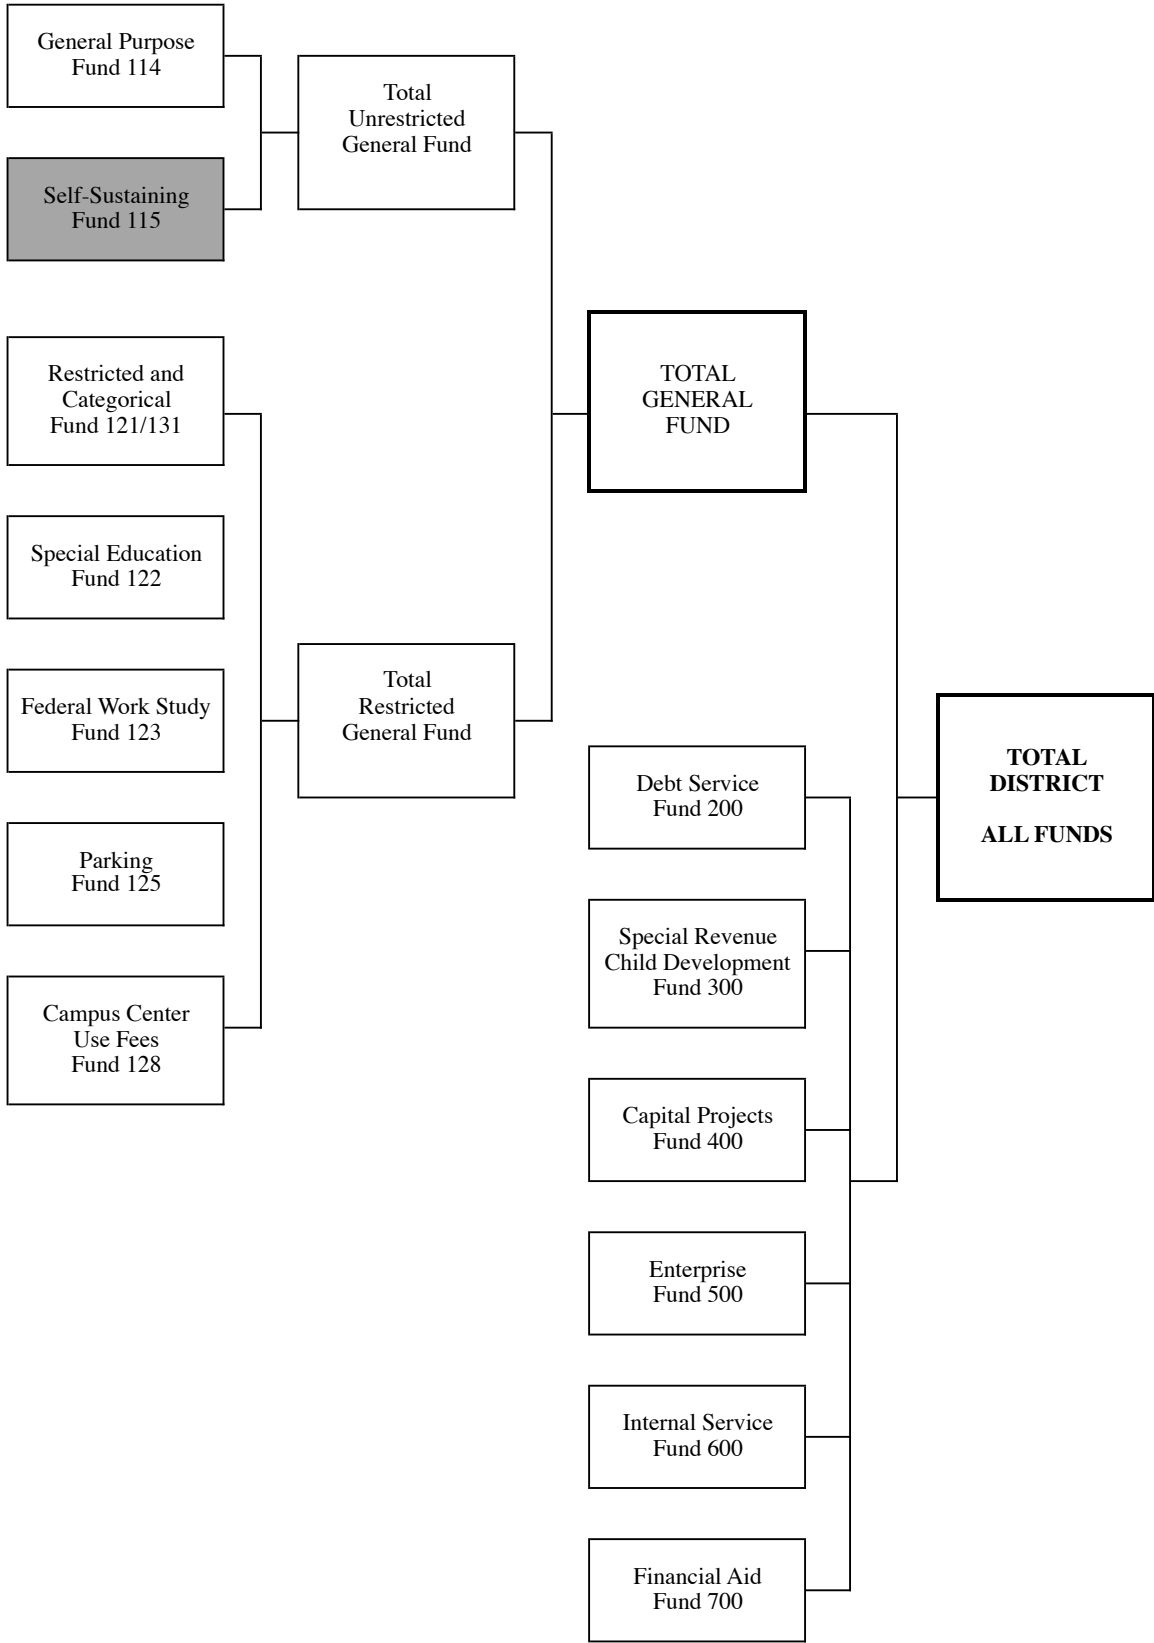 General Purpose
Fund 114
Self-Sustaining
Fund 115
Restricted and
Categorical
Fund 121/131
Special Education
Fund 122
Federal Work Study
Fund 123
Parking
Fund 125
Campus Center
Use Fees
Fund 128
Total
Unrestricted
General Fund
Total
Restricted
General Fund
TOTAL
GENERAL
FUND
Debt Service
Fund 200
Special Revenue
Child Development
Fund 300
Capital Projects
Fund 400
Enterprise
Fund 500
Internal Service
Fund 600
Financial Aid
Fund 700
TOTAL
DISTRICT
ALL FUNDS